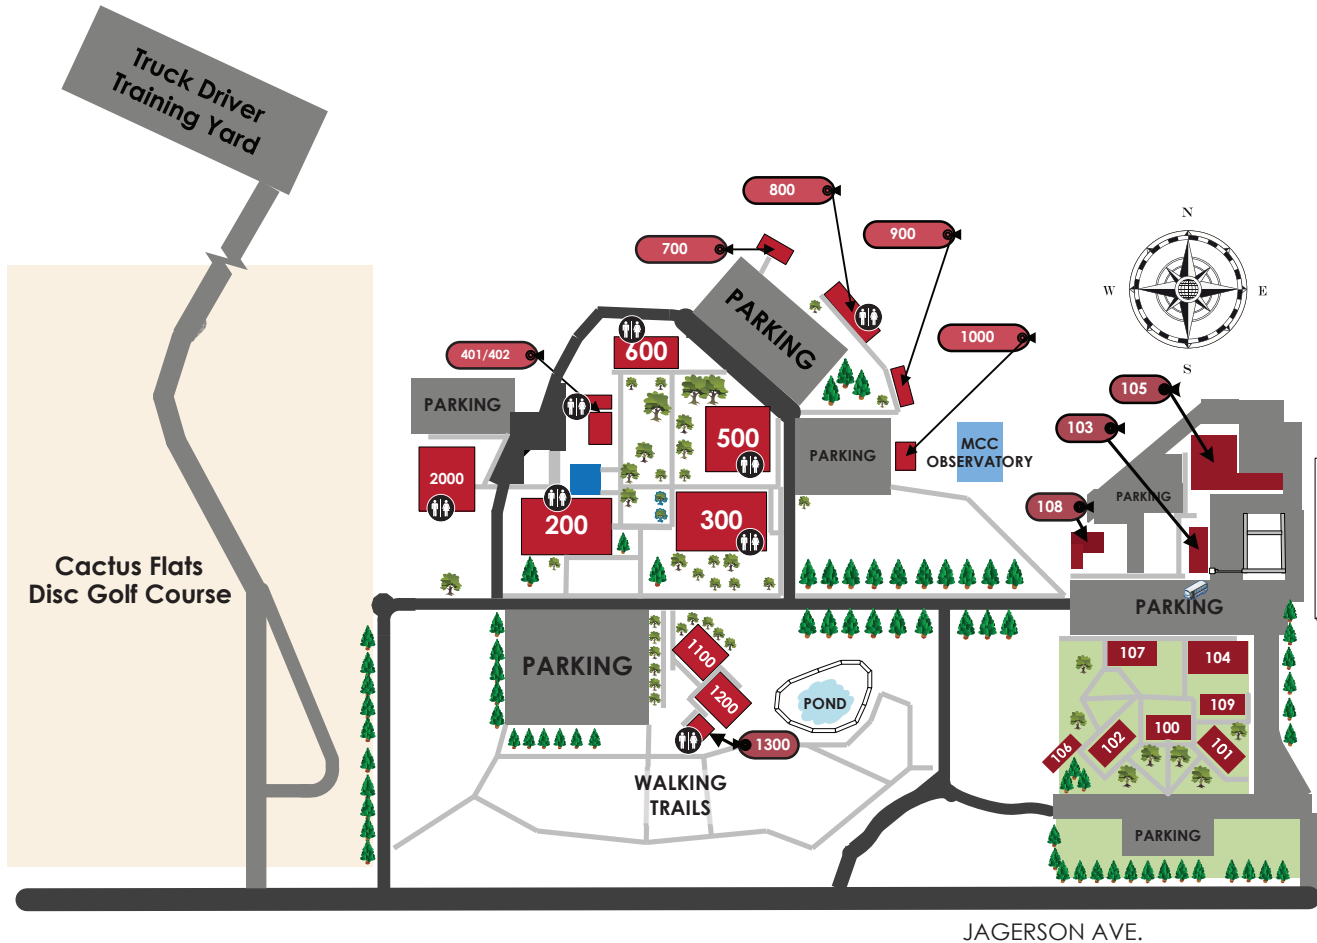 Truck Driver
Training Yard
800
900
700
N
W
E
S
PARKING
1000
401/402
600
105
PARKING
103
500
MCC
OBSERVATORY
PARKING
2000
PARKING
108
200
300
Cactus Flats
Disc Golf Course
PARKING
PARKING
1100
107
104
1200
POND
109
100
102
101
106
1300
WALKING
TRAILS
PARKING
JAGERSON AVE.